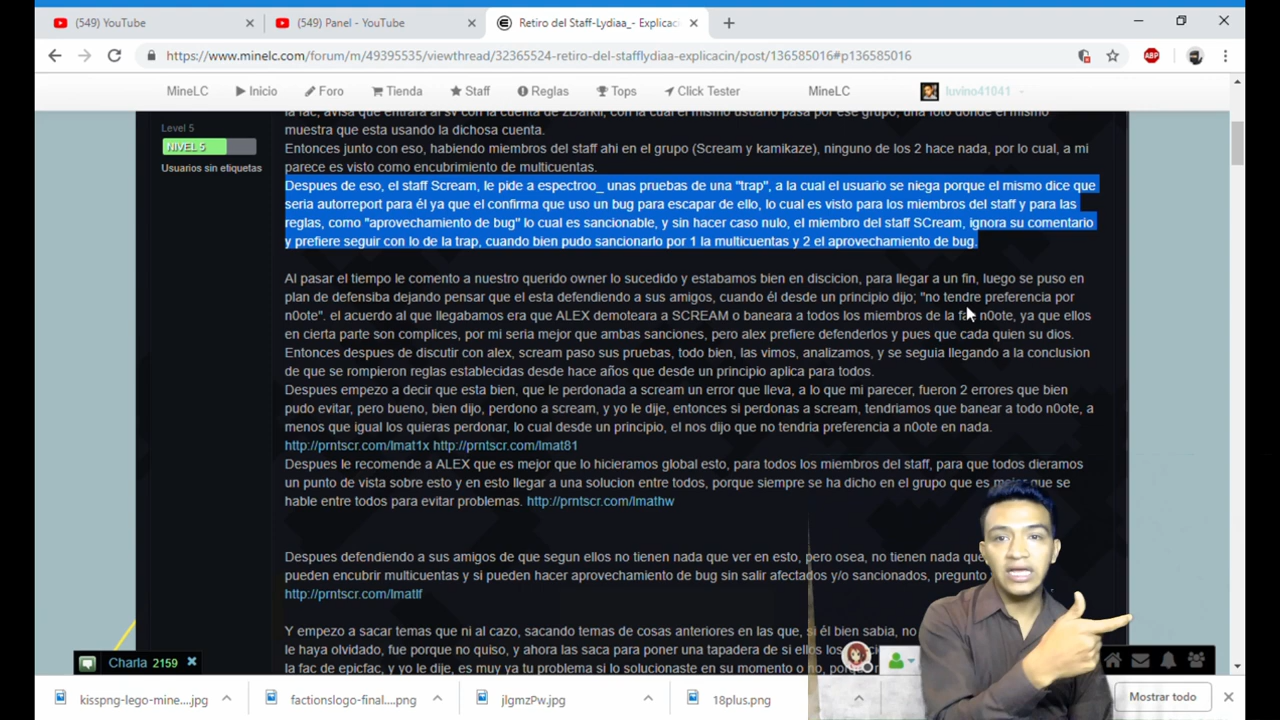 (549) YouTube
(549) Panel - YouTube
Retiro del Staff-Lydiaa_- Explicac
https://www.minelc.com/forum/m/49395535/viewthread/32365524-retiro-del-stafflydiaa-explicacin/post/136585016#p136585016
ABP
MineLC
Inicio
Foro
Tienda
Staff
Reglas
Tops
Click Tester
MineLC
luvino41041
Level 5
NIVEL 5
Usuarios sin etiquetas
la fac, avisa que entrara al sv con la cuenta de zDarkil, con la cual el mismo usuario pasa por ese grupo, una foto donde el mismo
muestra que esta usando la dichosa cuenta.
Entonces junto con eso, habiendo miembros del staff ahi en el grupo (Scream y kamikaze), ninguno de los 2 hace nada, por lo cual, a mi
parece es visto como encubrimiento de multicuentas.
Despues de eso, el staff Scream, le pide a espectroo_ unas pruebas de una "trap", a la cual el usuario se niega porque el mismo dice que
seria autorreport para él ya que el confirma que uso un bug para escapar de ello, lo cual es visto para los miembros del staff y para las
reglas, como "aprovechamiento de bug" lo cual es sancionable, y sin hacer caso nulo, el miembro del staff SCream, ignora su comentario
y prefiere seguir con lo de la trap, cuando bien pudo sancionarlo por 1 la multicuentas y 2 el aprovechamiento de bug.
Al pasar el tiempo le comento a nuestro querido owner lo sucedido y estabamos bien en discicion, para llegar a un fin, luego se puso en
plan de defensiba dejando pensar que el esta defendiendo a sus amigos, cuando él desde un principio dijo; "no tendre preferencia por
n0ote". el acuerdo al que llegabamos era que ALEX demoteara a SCREAM o baneara a todos los miembros de la fac n0ote, ya que ellos
en cierta parte son complices, por mi seria mejor que ambas sanciones, pero alex prefiere defenderlos y pues que cada quien su dios.
Entonces despues de discutir con alex, scream paso sus pruebas, todo bien, las vimos, analizamos, y se seguia llegando a la conclusion
de que se rompieron reglas establecidas desde hace años que desde un principio aplica para todos.
Despues empezo a decir que esta bien, que le perdonada a scream un error que lleva, a lo que mi parecer, fueron 2 errores que bien
pudo evitar, pero bueno, bien dijo, perdono a scream, y yo le dije, entonces si perdonas a scream, tendriamos que banear a todo n0ote, a
menos que igual los quieras perdonar, lo cual desde un principio, el nos dijo que no tendria preferencia a n0ote en nada.
http://prntscr.com/lmat1x http://prntscr.com/lmat81
Despues le recomende a ALEX que es mejor que lo hicieramos global esto, para todos los miembros del staff, para que todos dieramos
un punto de vista sobre esto y en esto llegar a una solucion entre todos, porque siempre se ha dicho en el grupo que es mejor que se
hable entre todos para evitar problemas. http://prntscr.com/lmathw
Despues defendiendo a sus amigos de que segun ellos no tienen nada que ver en esto, pero osea, no tienen nada que
pueden encubrir multicuentas y si pueden hacer aprovechamiento de bug sin salir afectados y/o sancionados, pregunto
http://prntscr.com/lmatlf
Y empezo a sacar temas que ni al cazo, sacando temas de cosas anteriores en las que, si él bien sabia, no
le haya olvidado, fue porque no quiso, y ahora las saca para poner una tapadera de si ellos los
la fac de epicfac, y yo le dije, es muy ya tu problema si lo solucionaste en su momento o no,
Charla 2159
kisspng-lego-mine....jpg
factionslogo-final....png
jlgmzPw.jpg
18plus.png
Mostrar todo